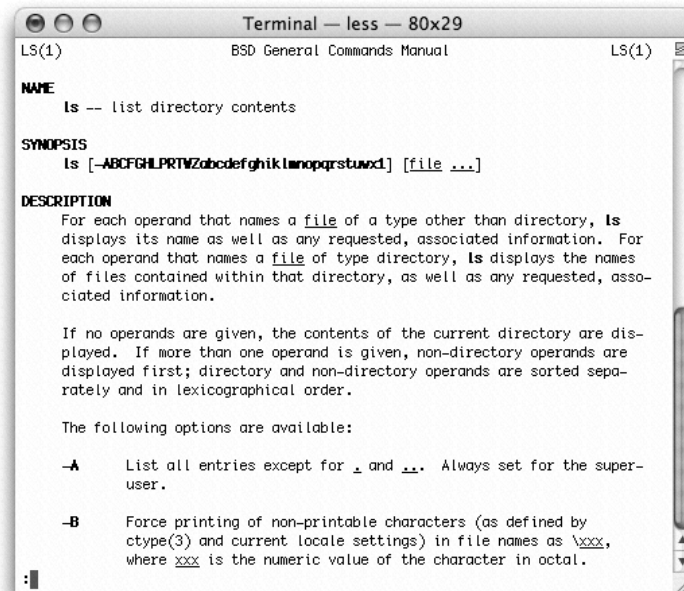 Terminal — less — 80x29
LS(1) BSD General Commands Manual LS(1)
NAME
ls -- list directory contents
SYNOPSIS
ls [-ABCFGHLPRTWZabcdefghiklmnopqrstuwx1] [file ...]
DESCRIPTION
For each operand that names a file of a type other than directory, ls
displays its name as well as any requested, associated information.  For
each operand that names a file of type directory, ls displays the names
of files contained within that directory, as well as any requested, asso-
ciated information.
If no operands are given, the contents of the current directory are dis-
played.  If more than one operand is given, non-directory operands are
displayed first; directory and non-directory operands are sorted sepa-
rately and in lexicographical order.
The following options are available:
-A List all entries except for . and ...  Always set for the super-
user.
-B Force printing of non-printable characters (as defined by
ctype(3) and current locale settings) in file names as \xxx,
where xxx is the numeric value of the character in octal.
: